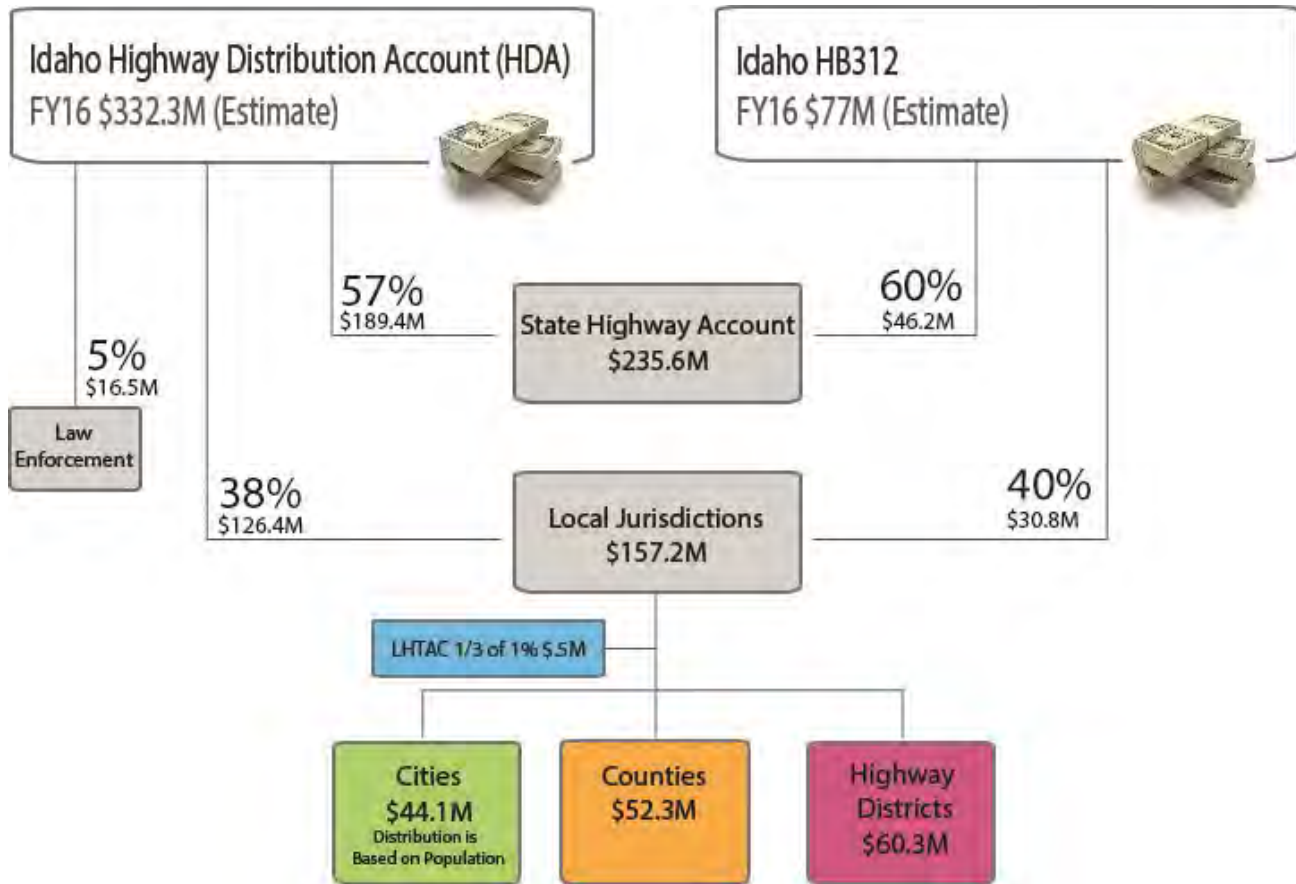 Idaho Highway Distribution Account (HDA)
FY16 $332.3M (Estimate)
Idaho HB312
FY16 $77M (Estimate)
57%
$189.4M
State Highway Account
$235.6M
60%
$46.2M
5%
$16.5M
Law
Enforcement
38%
$126.4M
Local Jurisdictions
$157.2M
40%
$30.8M
LHTAC 1/3 of 1% $.5M
Cities
$44.1M
Distribution is
Based on Population
Counties
$52.3M
Highway
Districts
$60.3M